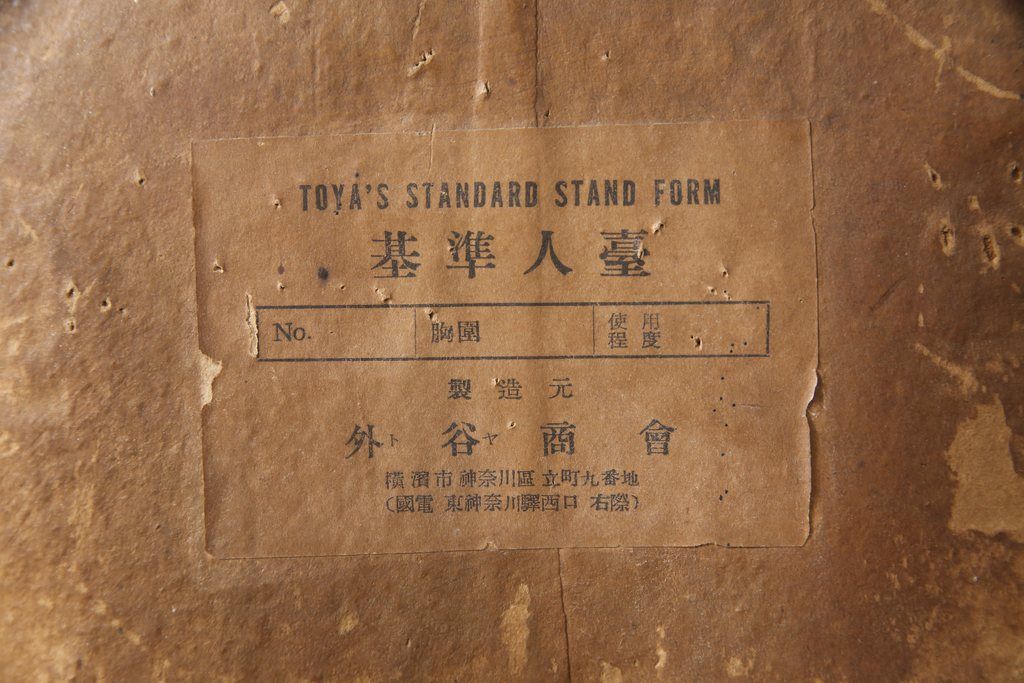 TOYA'S STANDARD STAND FORM
基準人臺
No. 胸圍 使用程度
製造元
外ト谷ヤ商會
橫濱市神奈川區立町九番地
(國電 東神奈川驛西口 右際)